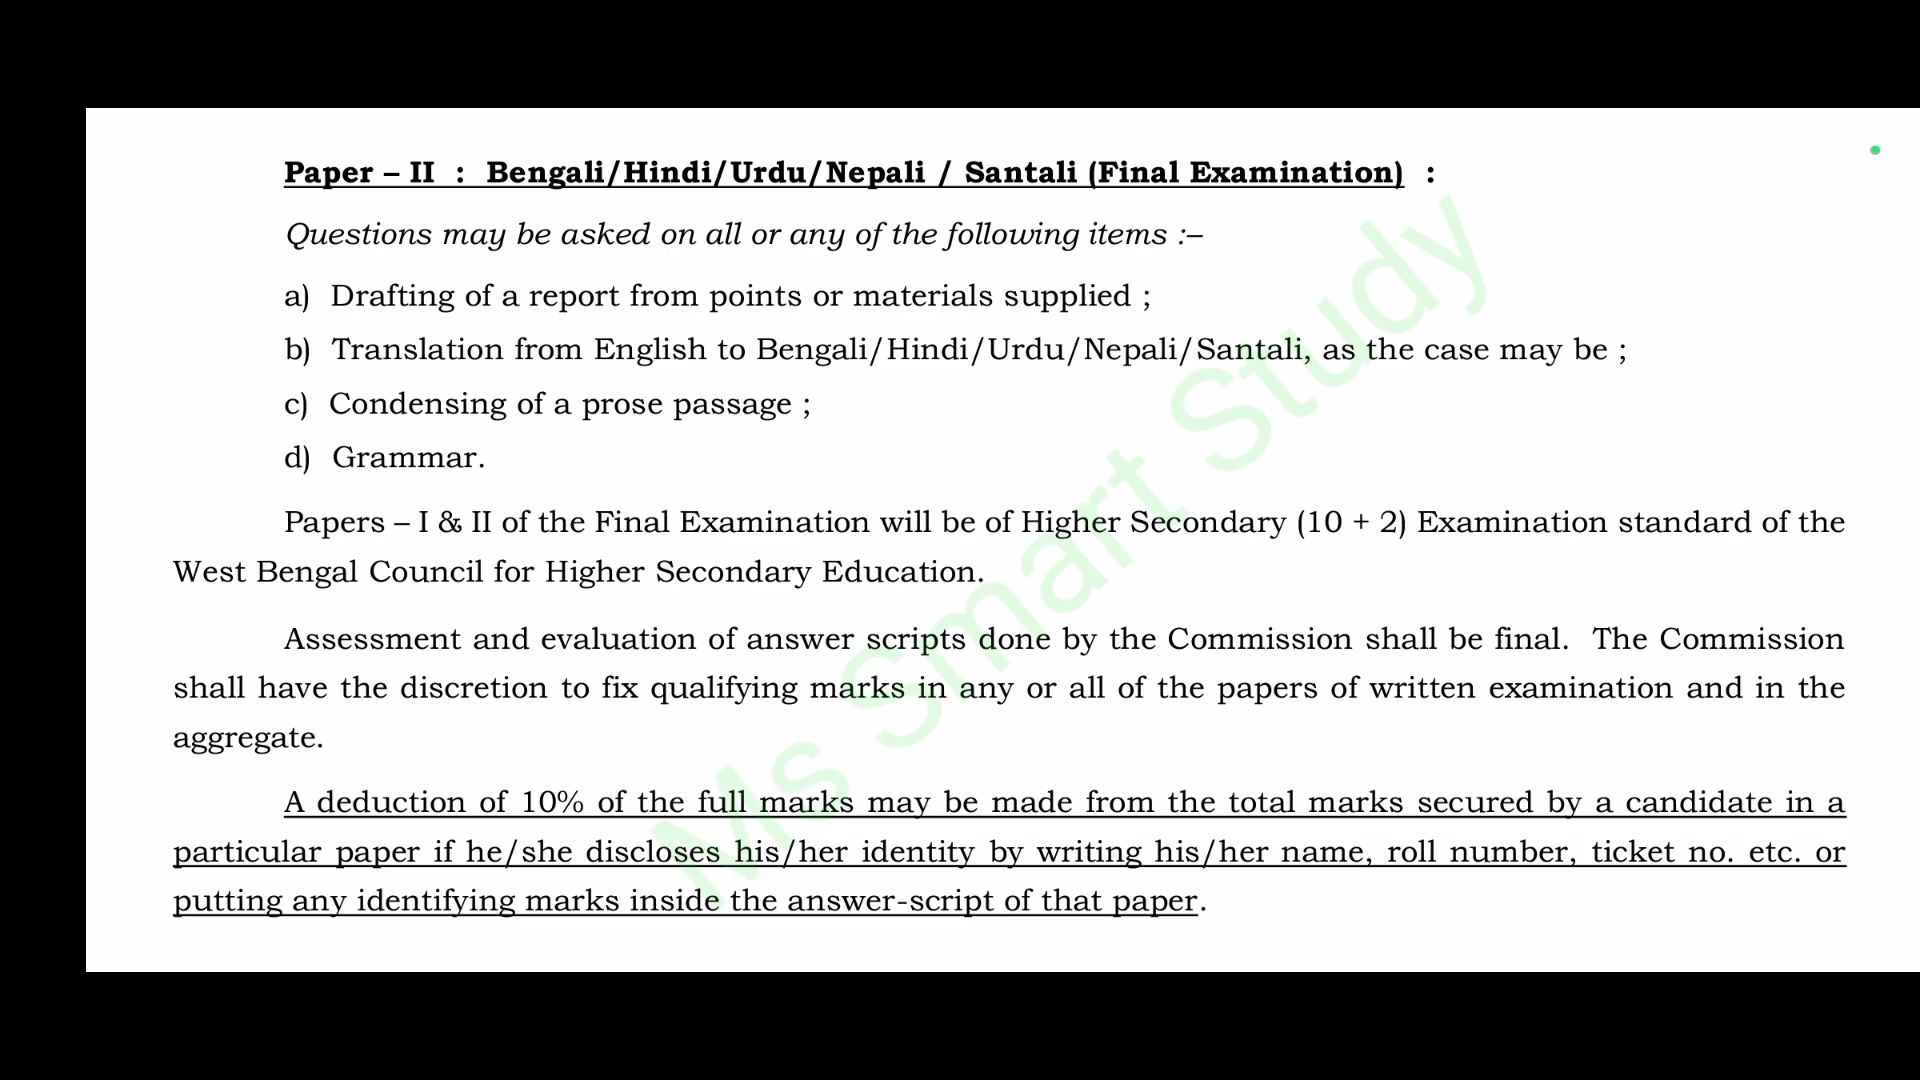 Paper – II : Bengali/Hindi/Urdu/Nepali / Santali (Final Examination) :
Questions may be asked on all or any of the following items :–
a) Drafting of a report from points or materials supplied ;
b) Translation from English to Bengali/Hindi/Urdu/Nepali/Santali, as the case may be ;
c) Condensing of a prose passage ;
d) Grammar.
Papers – I & II of the Final Examination will be of Higher Secondary (10 + 2) Examination standard of the
West Bengal Council for Higher Secondary Education.
Assessment and evaluation of answer scripts done by the Commission shall be final. The Commission
shall have the discretion to fix qualifying marks in any or all of the papers of written examination and in the
aggregate.
A deduction of 10% of the full marks may be made from the total marks secured by a candidate in a
particular paper if he/she discloses his/her identity by writing his/her name, roll number, ticket no. etc. or
putting any identifying marks inside the answer-script of that paper.
Ms Smart Study